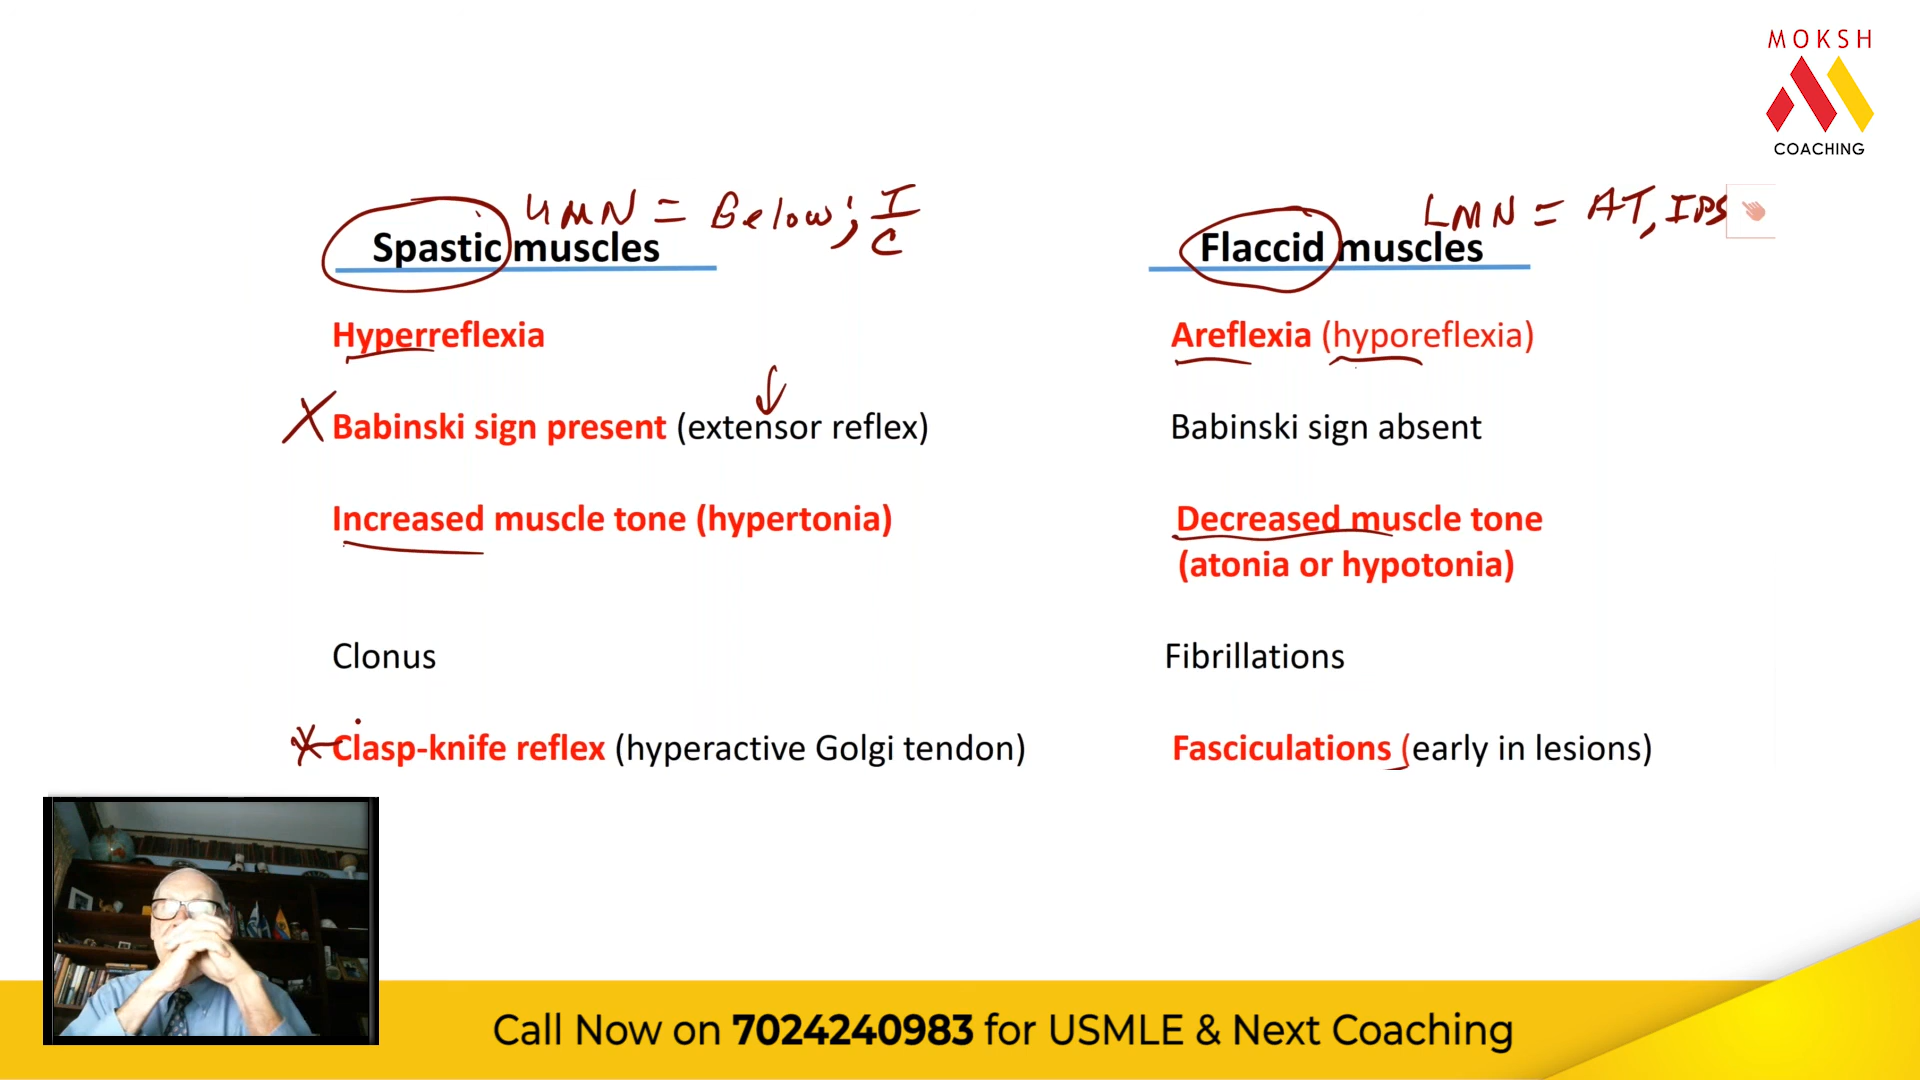 MOKSH
COACHING
UMN = Below; I/C
Spastic muscles
Hyperreflexia
Babinski sign present (extensor reflex)
Increased muscle tone (hypertonia)
Clonus
Clasp-knife reflex (hyperactive Golgi tendon)
LMN = AT, IPS
Flaccid muscles
Areflexia (hyporeflexia)
Babinski sign absent
Decreased muscle tone
(atonia or hypotonia)
Fibrillations
Fasciculations (early in lesions)
Call Now on 7024240983 for USMLE & Next Coaching